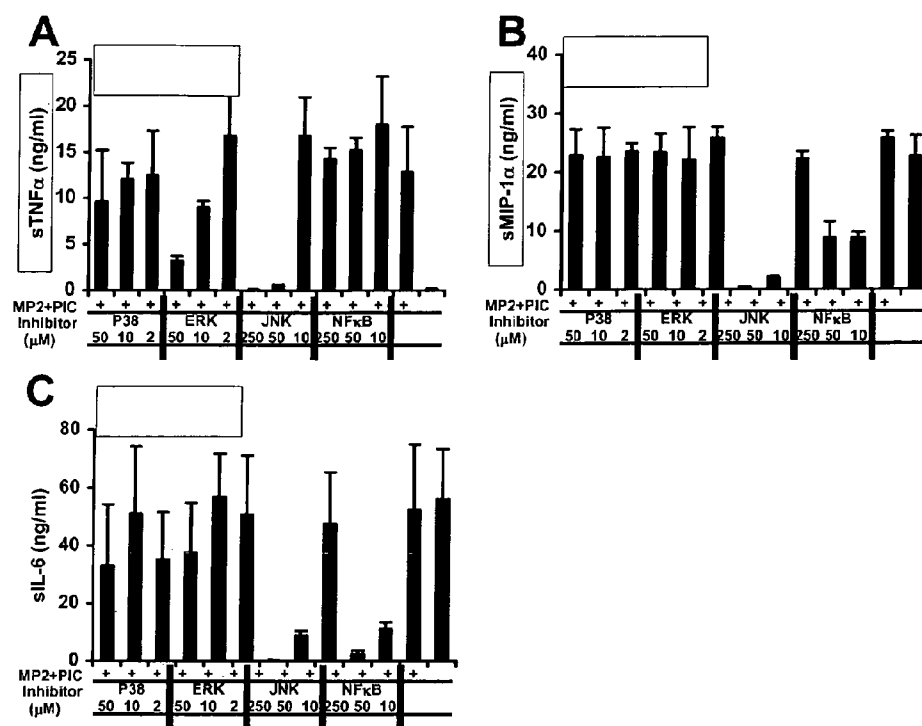 A
sTNFα (ng/ml)
25
20
15
10
5
0
MP2+PIC + + + + + + + + + + + + +
Inhibitor P38 ERK JNK NFκB
(μM) 50 10 2 50 10 2 250 50 10 250 50 10
B
sMIP-1α (ng/ml)
40
30
20
10
0
MP2+PIC + + + + + + + + + + + + +
Inhibitor P38 ERK JNK NFκB
(μM) 50 10 2 50 10 2 250 50 10 250 50 10
C
sIL-6 (ng/ml)
80
60
40
20
0
MP2+PIC + + + + + + + + + + + + +
Inhibitor P38 ERK JNK NFκB
(μM) 50 10 2 50 10 2 250 50 10 250 50 10